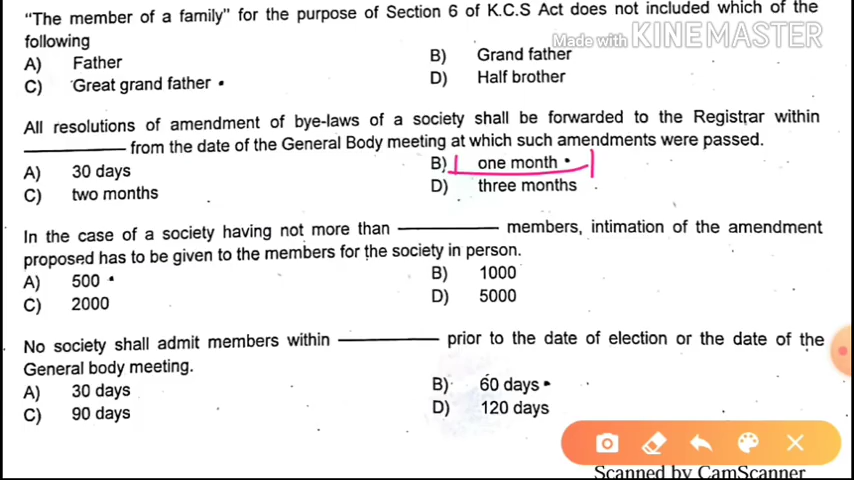 "The member of a family" for the purpose of Section 6 of K.C.S Act does not included which of the
following
Made with KINEMASTER
A) Father
B) Grand father
C) Great grand father
D) Half brother
All resolutions of amendment of bye-laws of a society shall be forwarded to the Registrar within
__________ from the date of the General Body meeting at which such amendments were passed.
A) 30 days
B) one month
C) two months
D) three months
In the case of a society having not more than __________ members, intimation of the amendment
proposed has to be given to the members for the society in person.
A) 500
B) 1000
C) 2000
D) 5000
No society shall admit members within __________ prior to the date of election or the date of the
General body meeting.
A) 30 days
B) 60 days
C) 90 days
D) 120 days
Scanned by CamScanner